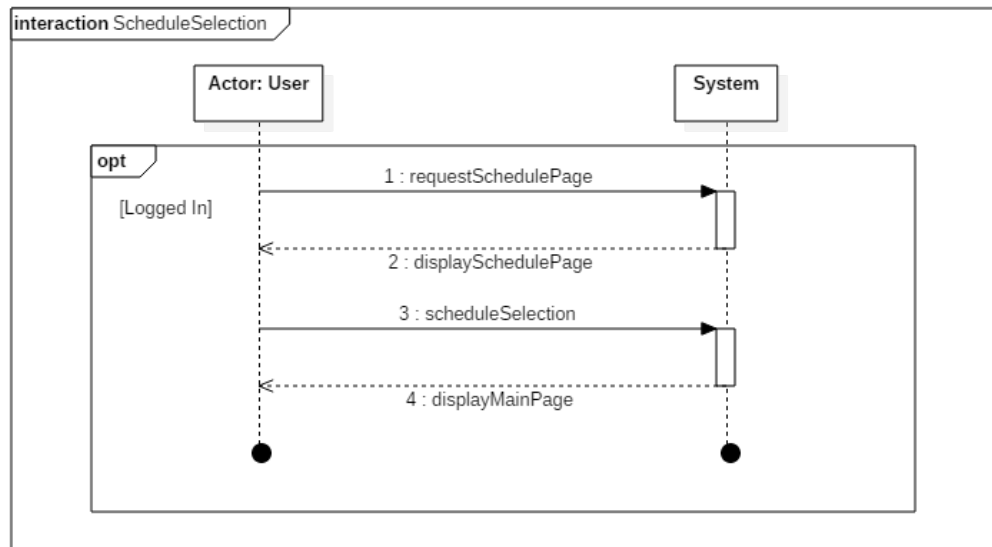 interaction ScheduleSelection
Actor: User
System
opt
1 : requestSchedulePage
[Logged In]
2 : displaySchedulePage
3 : scheduleSelection
4 : displayMainPage